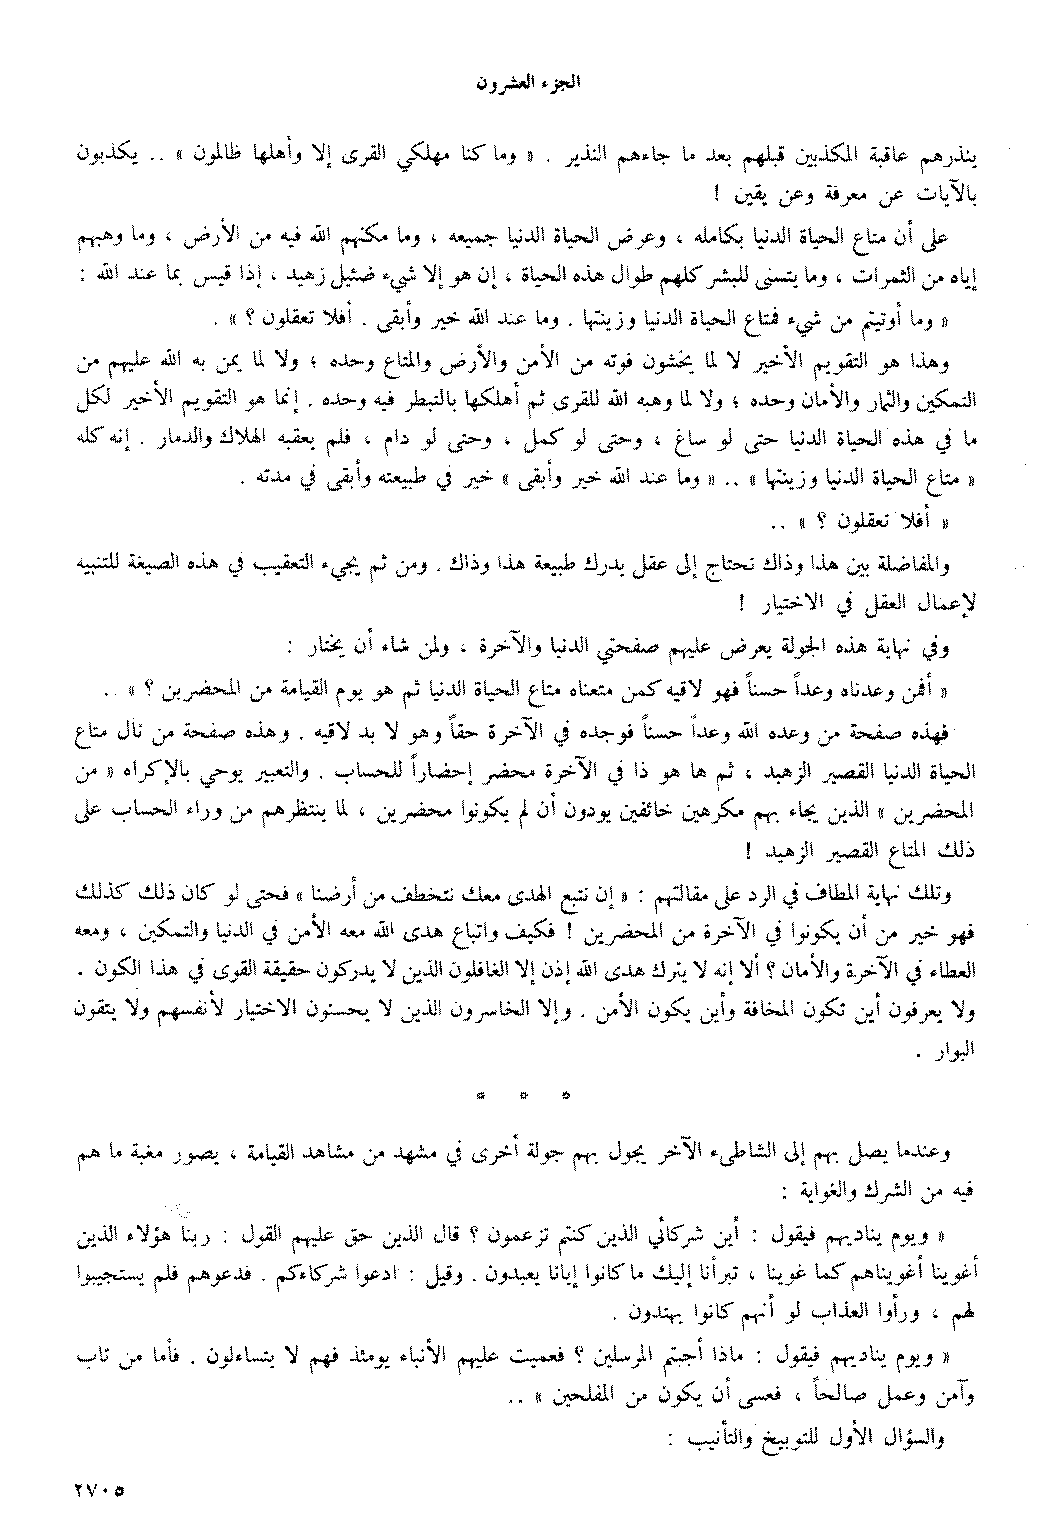 الجزء العشرون
ينذرهم عاقبة المكذبين قبلهم بعد ما جاءهم النذير . « وما كنا مهلكي القرى إلا وأهلها ظالمون » .. يكذبون
بالآيات عن معرفة وعن يقين !
على أن متاع الحياة الدنيا بكامله ، وعرض الحياة الدنيا جميعه ، وما مكنهم الله فيه من الأرض ، وما وهبهم
إياه من الثمرات ، وما يتسنى للبشر كلهم طوال هذه الحياة ، إن هو إلا شيء ضئيل زهيد ، إذا قيس بما عند الله :
« وما أوتيتم من شيء فمتاع الحياة الدنيا وزينتها . وما عند الله خير وأبقى . أفلا تعقلون ؟ » .
وهذا هو التقويم الأخير لا لما يخشون فوته من الأمن والأرض والمتاع وحده ؛ ولا لما يمن به الله عليهم من
التمكين والثمار والأمان وحده ؛ ولا لما وهبه الله للقرى ثم أهلكها بالتبطر فيه وحده . إنما هو التقويم الأخير لكل
ما في هذه الحياة الدنيا حتى لو ساغ ، وحتى لو كمل ، وحتى لو دام ، فلم يعقبه الهلاك والدمار . إنه كله
« متاع الحياة الدنيا وزينتها » .. « وما عند الله خير وأبقى » خير في طبيعته وأبقى في مدته .
« أفلا تعقلون ؟ » ..
والمفاضلة بين هذا وذاك تحتاج إلى عقل يدرك طبيعة هذا وذاك . ومن ثم يجيء التعقيب في هذه الصيغة للتنبيه
لإعمال العقل في الاختيار !
وفي نهاية هذه الجولة يعرض عليهم صفحتي الدنيا والآخرة ، ولمن شاء أن يختار :
« أفمن وعدناه وعداً حسناً فهو لاقيه كمن متعناه متاع الحياة الدنيا ثم هو يوم القيامة من المحضرين ؟ » ..
فهذه صفحة من وعده الله وعداً حسناً فوجده في الآخرة حقاً وهو لا بد لاقيه . وهذه صفحة من نال متاع
الحياة الدنيا القصير الزهيد ، ثم ها هو ذا في الآخرة محضر إحضاراً للحساب . والتعبير يوحي بالإكراه « من
المحضرين » الذين يجاء بهم مكرهين خائفين يودون أن لم يكونوا محضرين ، لما ينتظرهم من وراء الحساب على
ذلك المتاع القصير الزهيد !
وتلك نهاية المطاف في الرد على مقالتهم : « إن نتبع الهدى معك نتخطف من أرضنا » فحتى لو كان ذلك كذلك
فهو خير من أن يكونوا في الآخرة من المحضرين ! فكيف واتباع هدى الله معه الأمن في الدنيا والتمكين ، ومعه
العطاء في الآخرة والأمان ؟ ألا إنه لا يترك هدى الله إذن إلا الغافلون الذين لا يدركون حقيقة القوى في هذا الكون .
ولا يعرفون أين تكون المخافة وأين يكون الأمن . وإلا الخاسرون الذين لا يحسنون الاختيار لأنفسهم ولا يتقون
البوار .
* * *
وعندما يصل بهم إلى الشاطىء الآخر يجول بهم جولة أخرى في مشهد من مشاهد القيامة ، يصور مغبة ما هم
فيه من الشرك والغواية :
« ويوم يناديهم فيقول : أين شركائي الذين كنتم تزعمون ؟ قال الذين حق عليهم القول : ربنا هؤلاء الذين
أغوينا أغويناهم كما غوينا ، تبرأنا إليك ما كانوا إيانا يعبدون . وقيل : ادعوا شركاءكم . فدعوهم فلم يستجيبوا
لهم ، ورأوا العذاب لو أنهم كانوا يهتدون .
« ويوم يناديهم فيقول : ماذا أجبتم المرسلين ؟ فعميت عليهم الأنباء يومئذ فهم لا يتساءلون . فأما من تاب
وآمن وعمل صالحاً ، فعسى أن يكون من المفلحين » ..
والسؤال الأول للتوبيخ والتأنيب :
٢٧٠٥